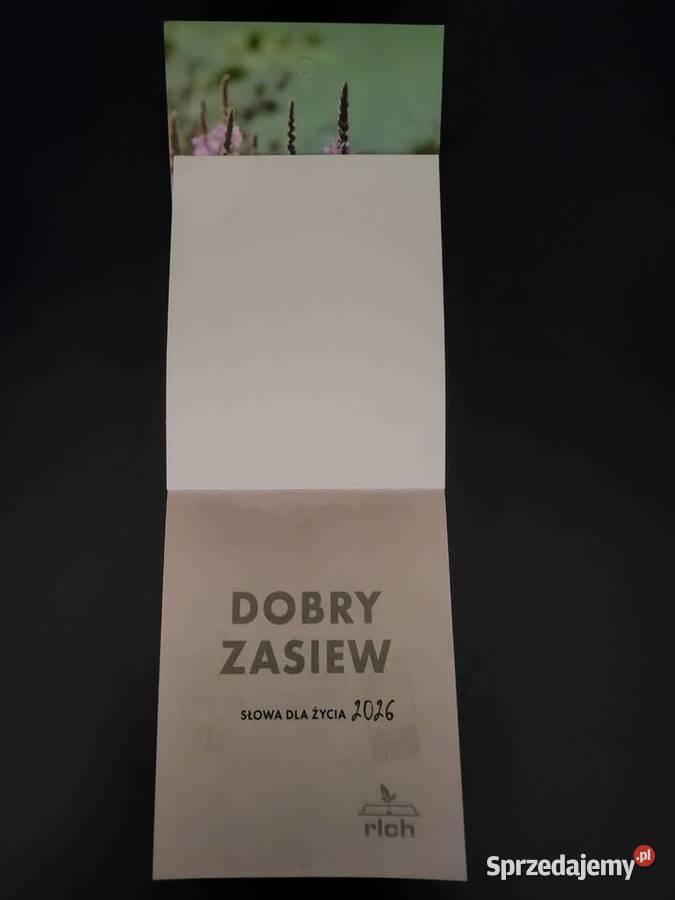 DOBRY
ZASIEW
SŁOWA DLA ŻYCIA 2026
rlch
Sprzedajemy.pl